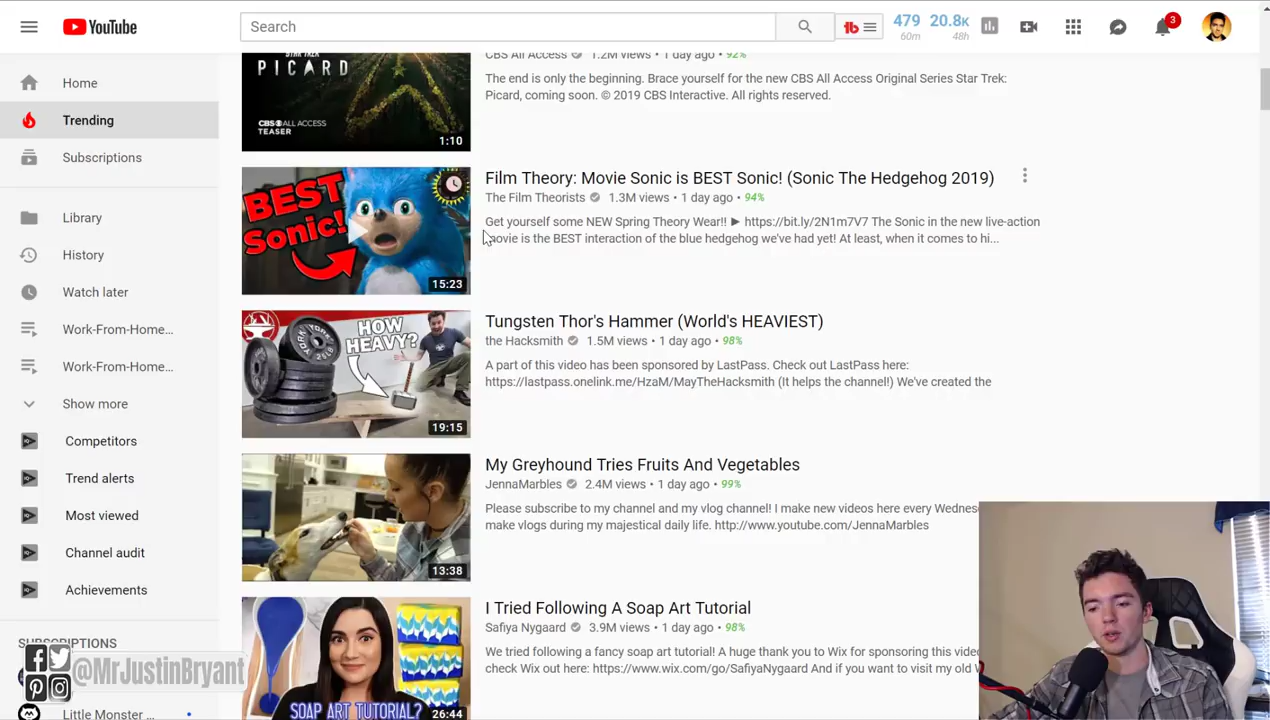 YouTube
Search
479 60m
20.8K 48h
3
Home
Trending
Subscriptions
Library
History
Watch later
Work-From-Home...
Work-From-Home...
Show more
Competitors
Trend alerts
Most viewed
Channel audit
Achievements
SUBSCRIPTIONS
@MrJustinBryant
Little Monster ...
PICARD
CBS ALL ACCESS
TEASER
1:10
CBS All Access 1.2M views • 1 day ago • 92%
The end is only the beginning. Brace yourself for the new CBS All Access Original Series Star Trek:
Picard, coming soon. © 2019 CBS Interactive. All rights reserved.
BEST
Sonic!
15:23
Film Theory: Movie Sonic is BEST Sonic! (Sonic The Hedgehog 2019)
The Film Theorists 1.3M views • 1 day ago • 94%
Get yourself some NEW Spring Theory Wear!! ► https://bit.ly/2N1m7V7 The Sonic in the new live-action
movie is the BEST interaction of the blue hedgehog we've had yet! At least, when it comes to hi...
HOW
HEAVY?
19:15
Tungsten Thor's Hammer (World's HEAVIEST)
the Hacksmith 1.5M views • 1 day ago • 98%
A part of this video has been sponsored by LastPass. Check out LastPass here:
https://lastpass.onelink.me/HzaM/MayTheHacksmith (It helps the channel!) We've created the
13:38
My Greyhound Tries Fruits And Vegetables
JennaMarbles 2.4M views • 1 day ago • 99%
Please subscribe to my channel and my vlog channel! I make new videos here every Wednes
make vlogs during my majestical daily life. http://www.youtube.com/JennaMarbles
SOAP ART TUTORIAL?
26:44
I Tried Following A Soap Art Tutorial
Safiya Nygaard 3.9M views • 1 day ago • 98%
We tried following a fancy soap art tutorial! A huge thank you to Wix for sponsoring this vide
check Wix out here: https://www.wix.com/go/SafiyaNygaard And if you want to visit my old W